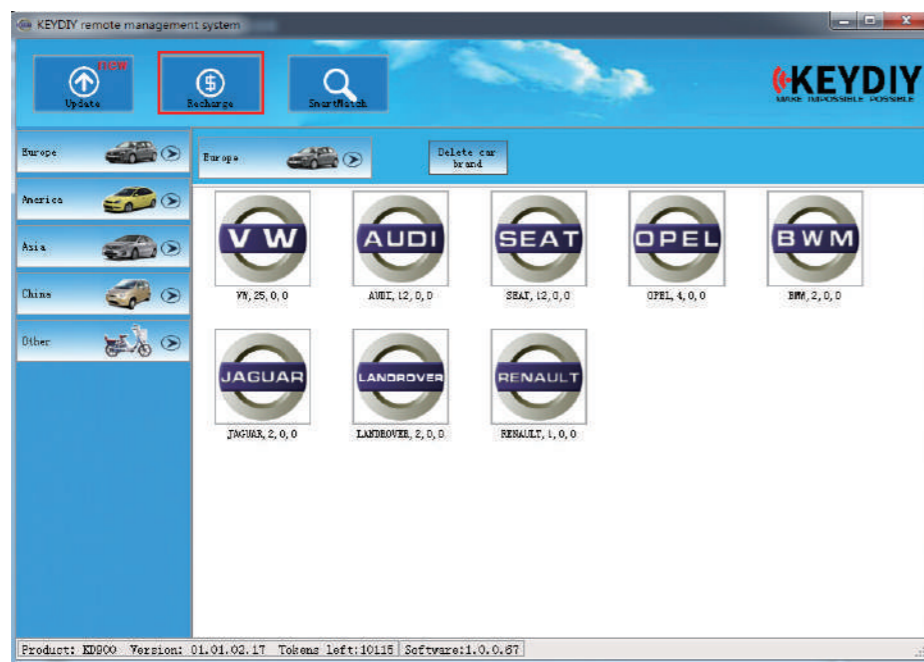 KEYDIY remote management system
new
Update
Recharge
SmartMatch
KEYDIY
MAKE IMPOSSIBLE POSSIBLE
Europe
America
Asia
China
Other
Europe
Delete car
brand
VW
AUDI
SEAT
OPEL
BWM
VW, 25, 0, 0
AUDI, 12, 0, 0
SEAT, 12, 0, 0
OPEL, 4, 0, 0
BMW, 2, 0, 0
JAGUAR
LANDROVER
RENAULT
JAGUAR, 2, 0, 0
LANDROVER, 2, 0, 0
RENAULT, 1, 0, 0
Product: KD900 Version: 01.01.02.17 Tokens left:10115 Software:1.0.0.67